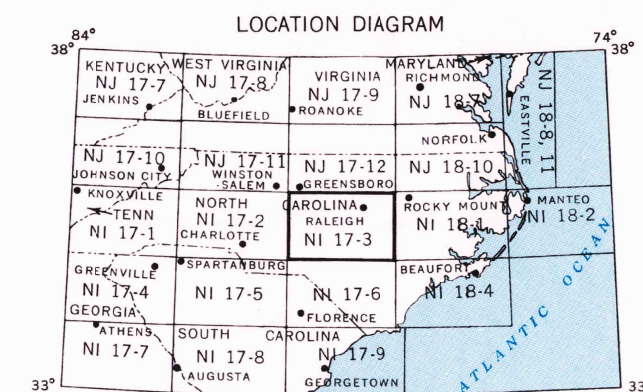 LOCATION DIAGRAM
84°
74°
38°
38°
KENTUCKY
NJ 17-7
JENKINS
WEST VIRGINIA
NJ 17-8
BLUEFIELD
VIRGINIA
NJ 17-9
ROANOKE
MARYLAND
RICHMOND
NJ 18-7
EASTVILLE
NJ 18-8, 11
NJ 17-10
JOHNSON CITY
NJ 17-11
WINSTON
-SALEM
NJ 17-12
GREENSBORO
NORFOLK
NJ 18-10
KNOXVILLE
TENN
NI 17-1
NORTH
NI 17-2
CHARLOTTE
CAROLINA
RALEIGH
NI 17-3
ROCKY MOUNT
NI 18-1
MANTEO
NI 18-2
GREENVILLE
NI 17-4
SPARTANBURG
NI 17-5
NI 17-6
FLORENCE
BEAUFORT
NI 18-4
GEORGIA
ATHENS
NI 17-7
SOUTH
NI 17-8
AUGUSTA
CAROLINA
NI 17-9
GEORGETOWN
ATLANTIC OCEAN
33°
33